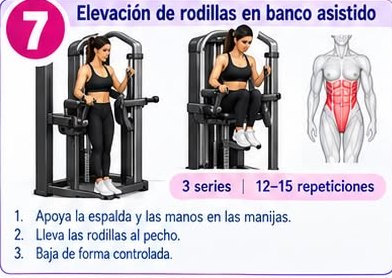 7
Elevación de rodillas en banco asistido
3 series | 12–15 repeticiones
1. Apoya la espalda y las manos en las manijas.
2. Lleva las rodillas al pecho.
3. Baja de forma controlada.